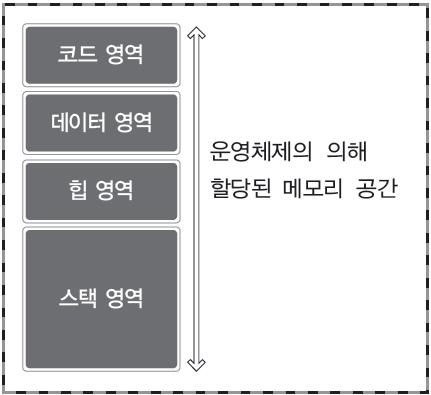 코드 영역
데이터 영역
힙 영역
스택 영역
운영체제의 의해
할당된 메모리 공간